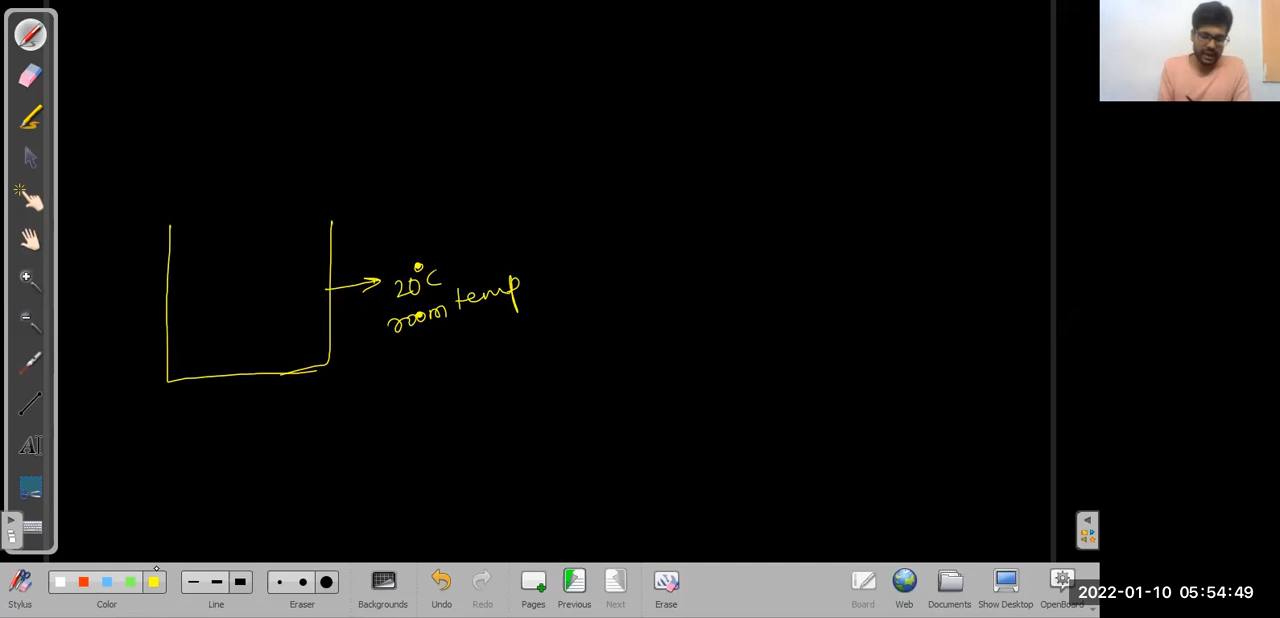 20°C
room temp
AI
Stylus
Color
Line
Eraser
Backgrounds
Undo
Redo
Pages
Previous
Next
Erase
Board
Web
Documents
Show Desktop
OpenBoard
2022-01-10 05:54:49